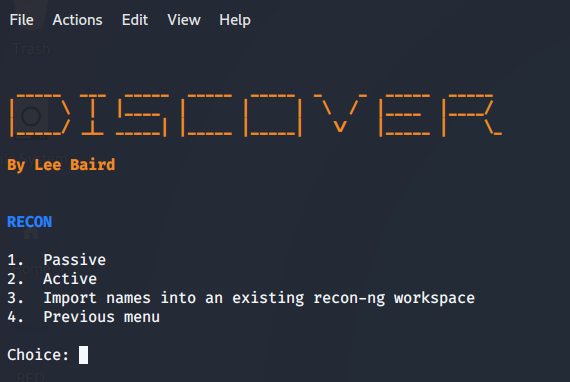 File Actions Edit View Help
DISCOVER
By Lee Baird
RECON
1. Passive
2. Active
3. Import names into an existing recon-ng workspace
4. Previous menu
Choice: